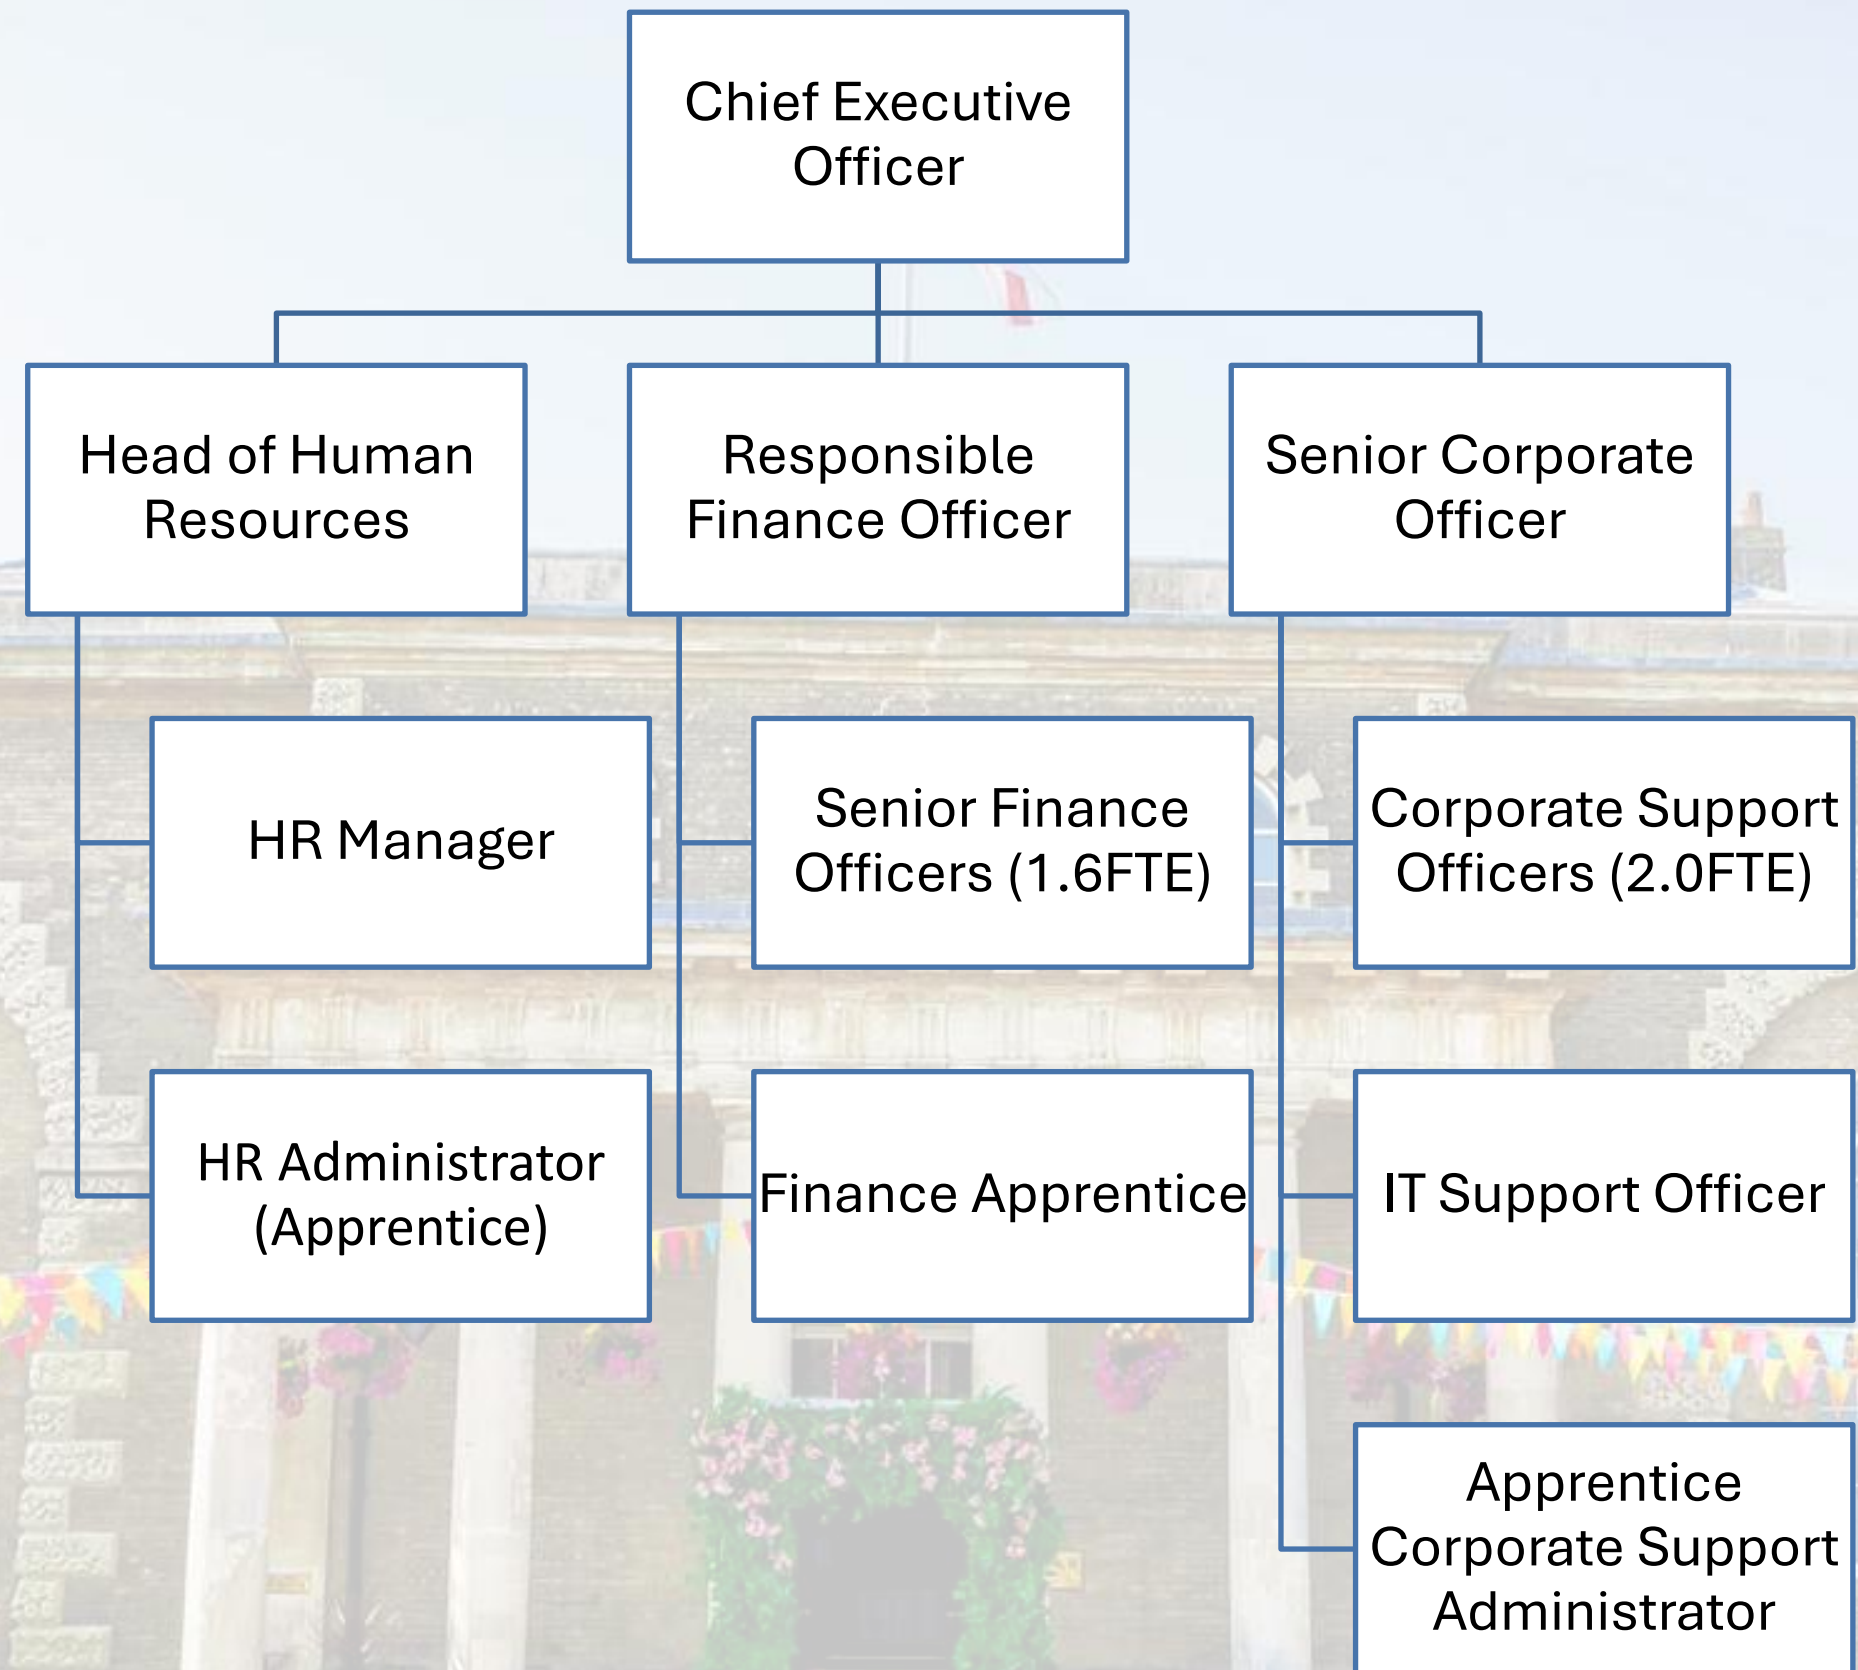 Chief Executive
Officer
Head of Human
Resources
Responsible
Finance Officer
Senior Corporate
Officer
HR Manager
Senior Finance
Officers (1.6FTE)
Corporate Support
Officers (2.0FTE)
HR Administrator
(Apprentice)
Finance Apprentice
IT Support Officer
Apprentice
Corporate Support
Administrator